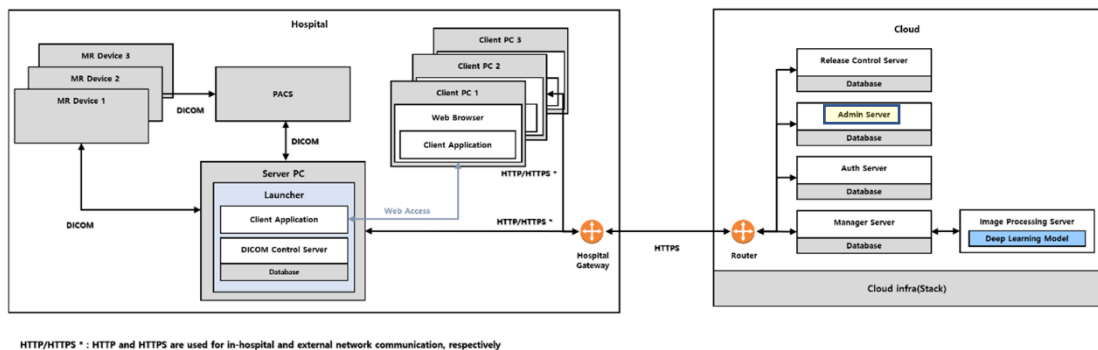 Hospital
MR Device 3
MR Device 2
MR Device 1
DICOM
PACS
DICOM
DICOM
Client PC 3
Client PC 2
Client PC 1
Web Browser
Client Application
HTTP/HTTPS *
Server PC
Launcher
Client Application
DICOM Control Server
Database
Web Access
HTTP/HTTPS *
Hospital
Gateway
HTTPS
Cloud
Router
Release Control Server
Database
Admin Server
Database
Auth Server
Database
Manager Server
Database
Image Processing Server
Deep Learning Model
Cloud infra(Stack)
HTTP/HTTPS * : HTTP and HTTPS are used for in-hospital and external network communication, respectively